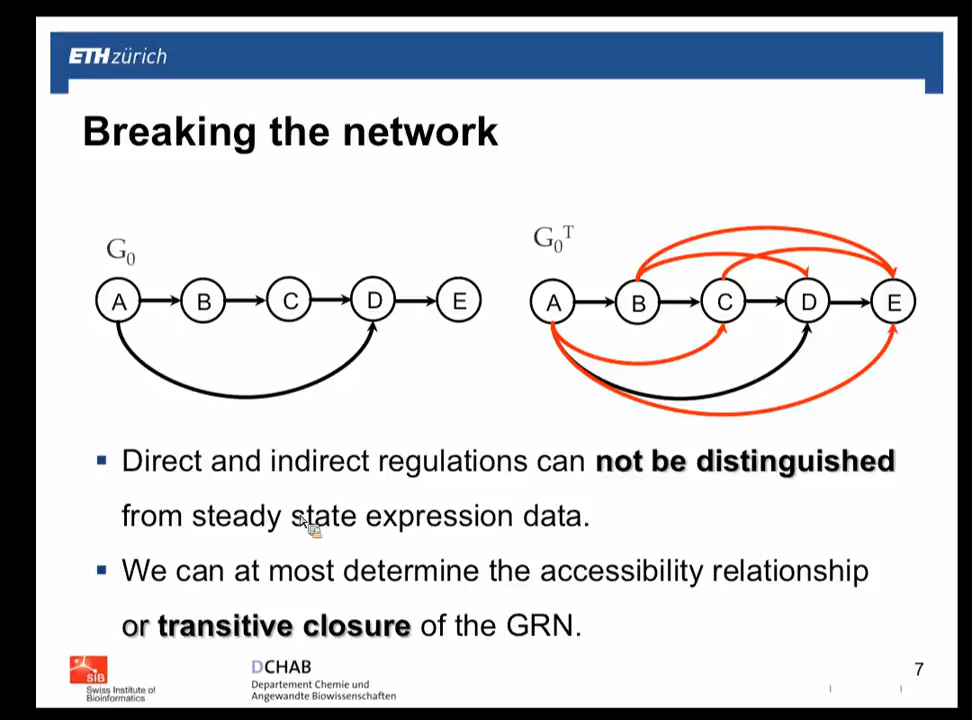 ETH zürich
Breaking the network
G0
A B C D E
G0T
A B C D E
▪ Direct and indirect regulations can not be distinguished
from steady state expression data.
▪ We can at most determine the accessibility relationship
or transitive closure of the GRN.
SIB
Swiss Institute of
Bioinformatics
DCHAB
Departement Chemie und
Angewandte Biowissenschaften
7